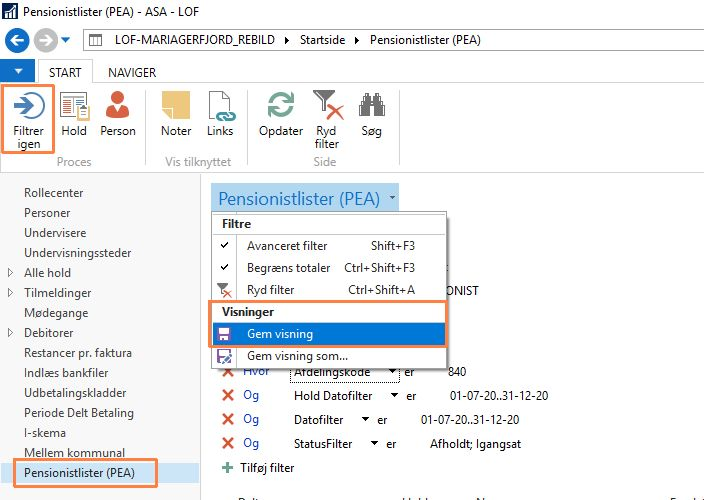 Pensionistlister (PEA) - ASA - LOF
LOF-MARIAGERFJORD_REBILD Startside Pensionistlister (PEA)
START NAVIGER
Filtrer igen Hold Person Noter Links Opdater Ryd filter Søg
Proces Vis tilknyttet Side
Rollecenter
Personer
Undervisere
Undervisningssteder
Alle hold
Tilmeldinger
Mødegange
Debitorer
Restancer pr. faktura
Indlæs bankfiler
Udbetalingskladder
Periode Delt Betaling
I-skema
Mellem kommunal
Pensionistlister (PEA)
Pensionistlister (PEA)
Filtre
Avanceret filter Shift+F3
Begræns totaler Ctrl+Shift+F3
Ryd filter Ctrl+Shift+A
Visninger
Gem visning
Gem visning som...
Hvor Afdelingskode er 840
Og Hold Datofilter er 01-07-20..31-12-20
Og Datofilter er 01-07-20..31-12-20
Og StatusFilter er Afholdt; Igangsat
Tilføj filter